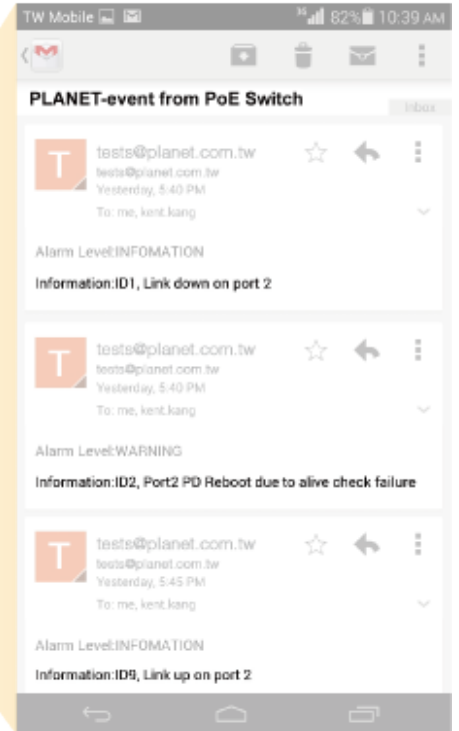 TW Mobile 36 82% 10:39 AM
PLANET-event from PoE Switch
Inbox
T
tests@planet.com.tw
tests@planet.com.tw
Yesterday, 5:40 PM
To: me, kent.kang
Alarm Level:INFOMATION
Information:ID1, Link down on port 2
T
tests@planet.com.tw
tests@planet.com.tw
Yesterday, 5:40 PM
To: me, kent.kang
Alarm Level:WARNING
Information:ID2, Port2 PD Reboot due to alive check failure
T
tests@planet.com.tw
tests@planet.com.tw
Yesterday, 5:45 PM
To: me, kent.kang
Alarm Level:INFOMATION
Information:ID9, Link up on port 2